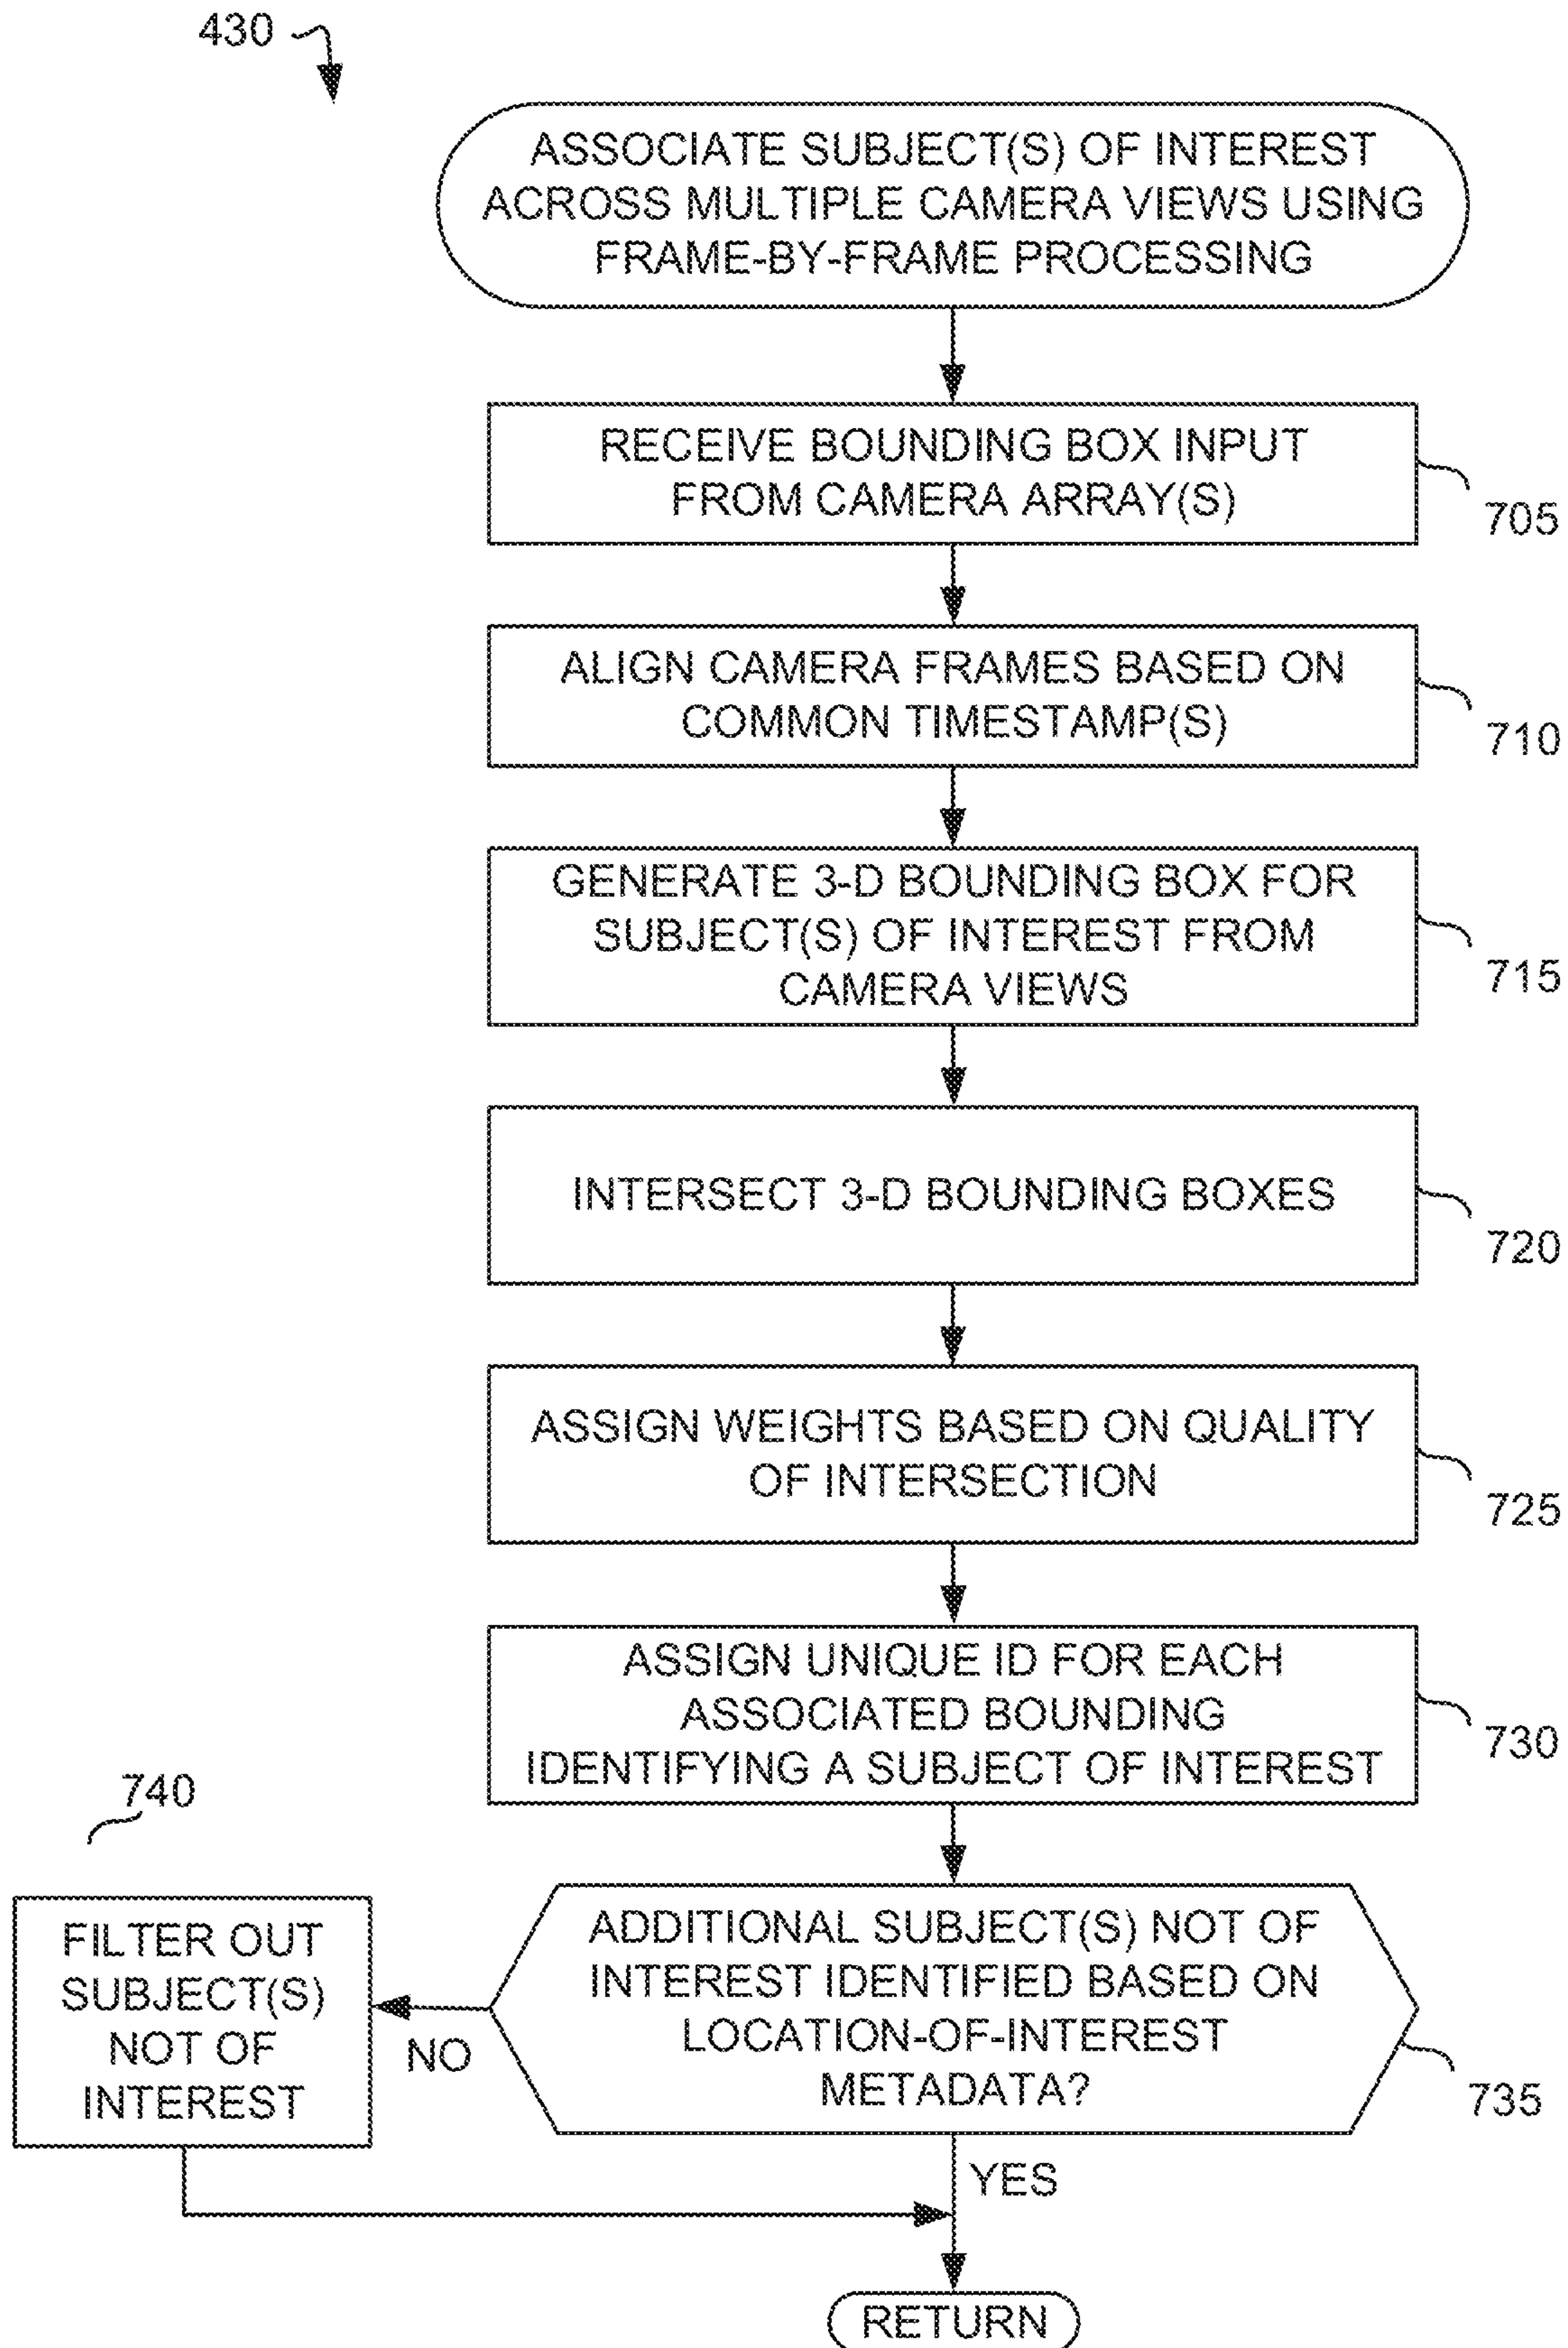 430
ASSOCIATE SUBJECT(S) OF INTEREST
ACROSS MULTIPLE CAMERA VIEWS USING
FRAME-BY-FRAME PROCESSING
RECEIVE BOUNDING BOX INPUT
FROM CAMERA ARRAY(S)
705
ALIGN CAMERA FRAMES BASED ON
COMMON TIMESTAMP(S)
710
GENERATE 3-D BOUNDING BOX FOR
SUBJECT(S) OF INTEREST FROM
CAMERA VIEWS
715
INTERSECT 3-D BOUNDING BOXES
720
ASSIGN WEIGHTS BASED ON QUALITY
OF INTERSECTION
725
ASSIGN UNIQUE ID FOR EACH
ASSOCIATED BOUNDING
IDENTIFYING A SUBJECT OF INTEREST
730
740
FILTER OUT
SUBJECT(S)
NOT OF
INTEREST
NO
ADDITIONAL SUBJECT(S) NOT OF
INTEREST IDENTIFIED BASED ON
LOCATION-OF-INTEREST
METADATA?
735
YES
RETURN